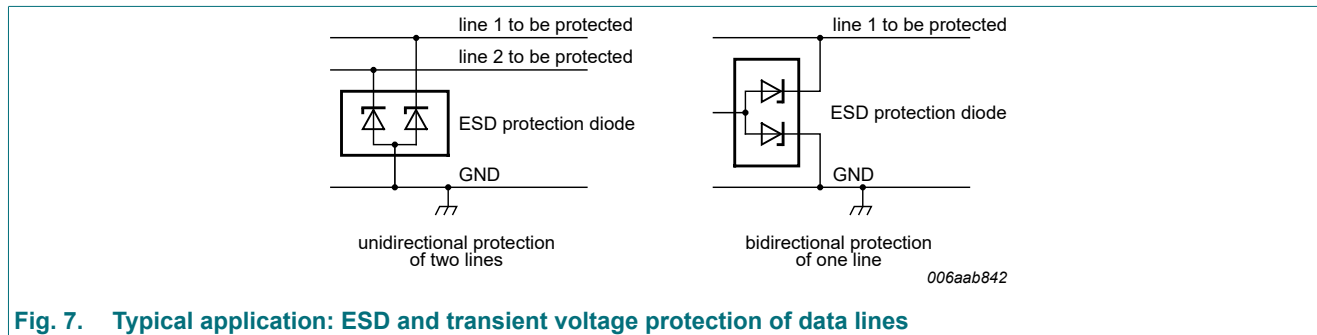 line 1 to be protected
line 2 to be protected
ESD protection diode
GND
unidirectional protection
of two lines
line 1 to be protected
ESD protection diode
GND
bidirectional protection
of one line
006aab842
Fig. 7. Typical application: ESD and transient voltage protection of data lines